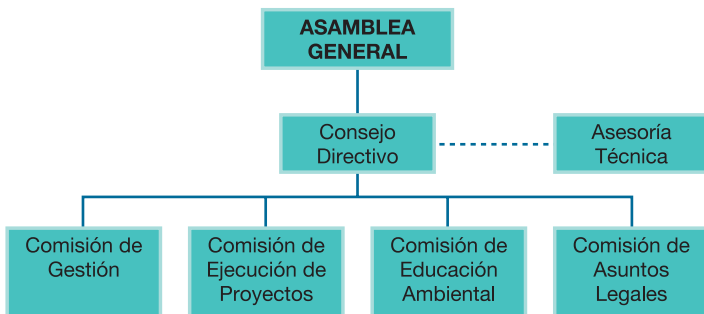 ASAMBLEA
GENERAL
Consejo
Directivo
Asesoría
Técnica
Comisión de
Gestión
Comisión de
Ejecución de
Proyectos
Comisión de
Educación
Ambiental
Comisión de
Asuntos
Legales